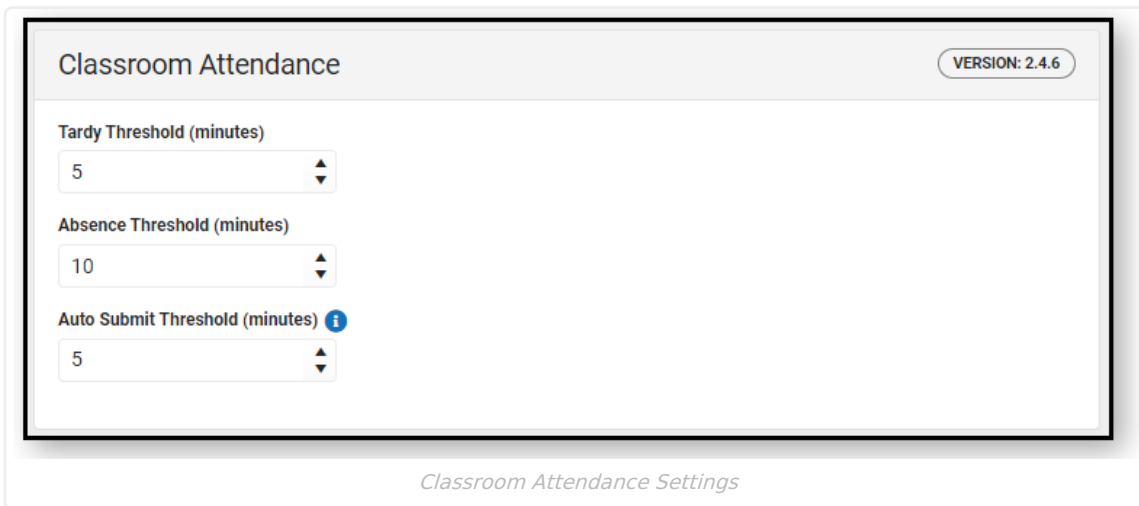 Classroom Attendance
VERSION: 2.4.6
Tardy Threshold (minutes)
5
Absence Threshold (minutes)
10
Auto Submit Threshold (minutes) i
5
Classroom Attendance Settings